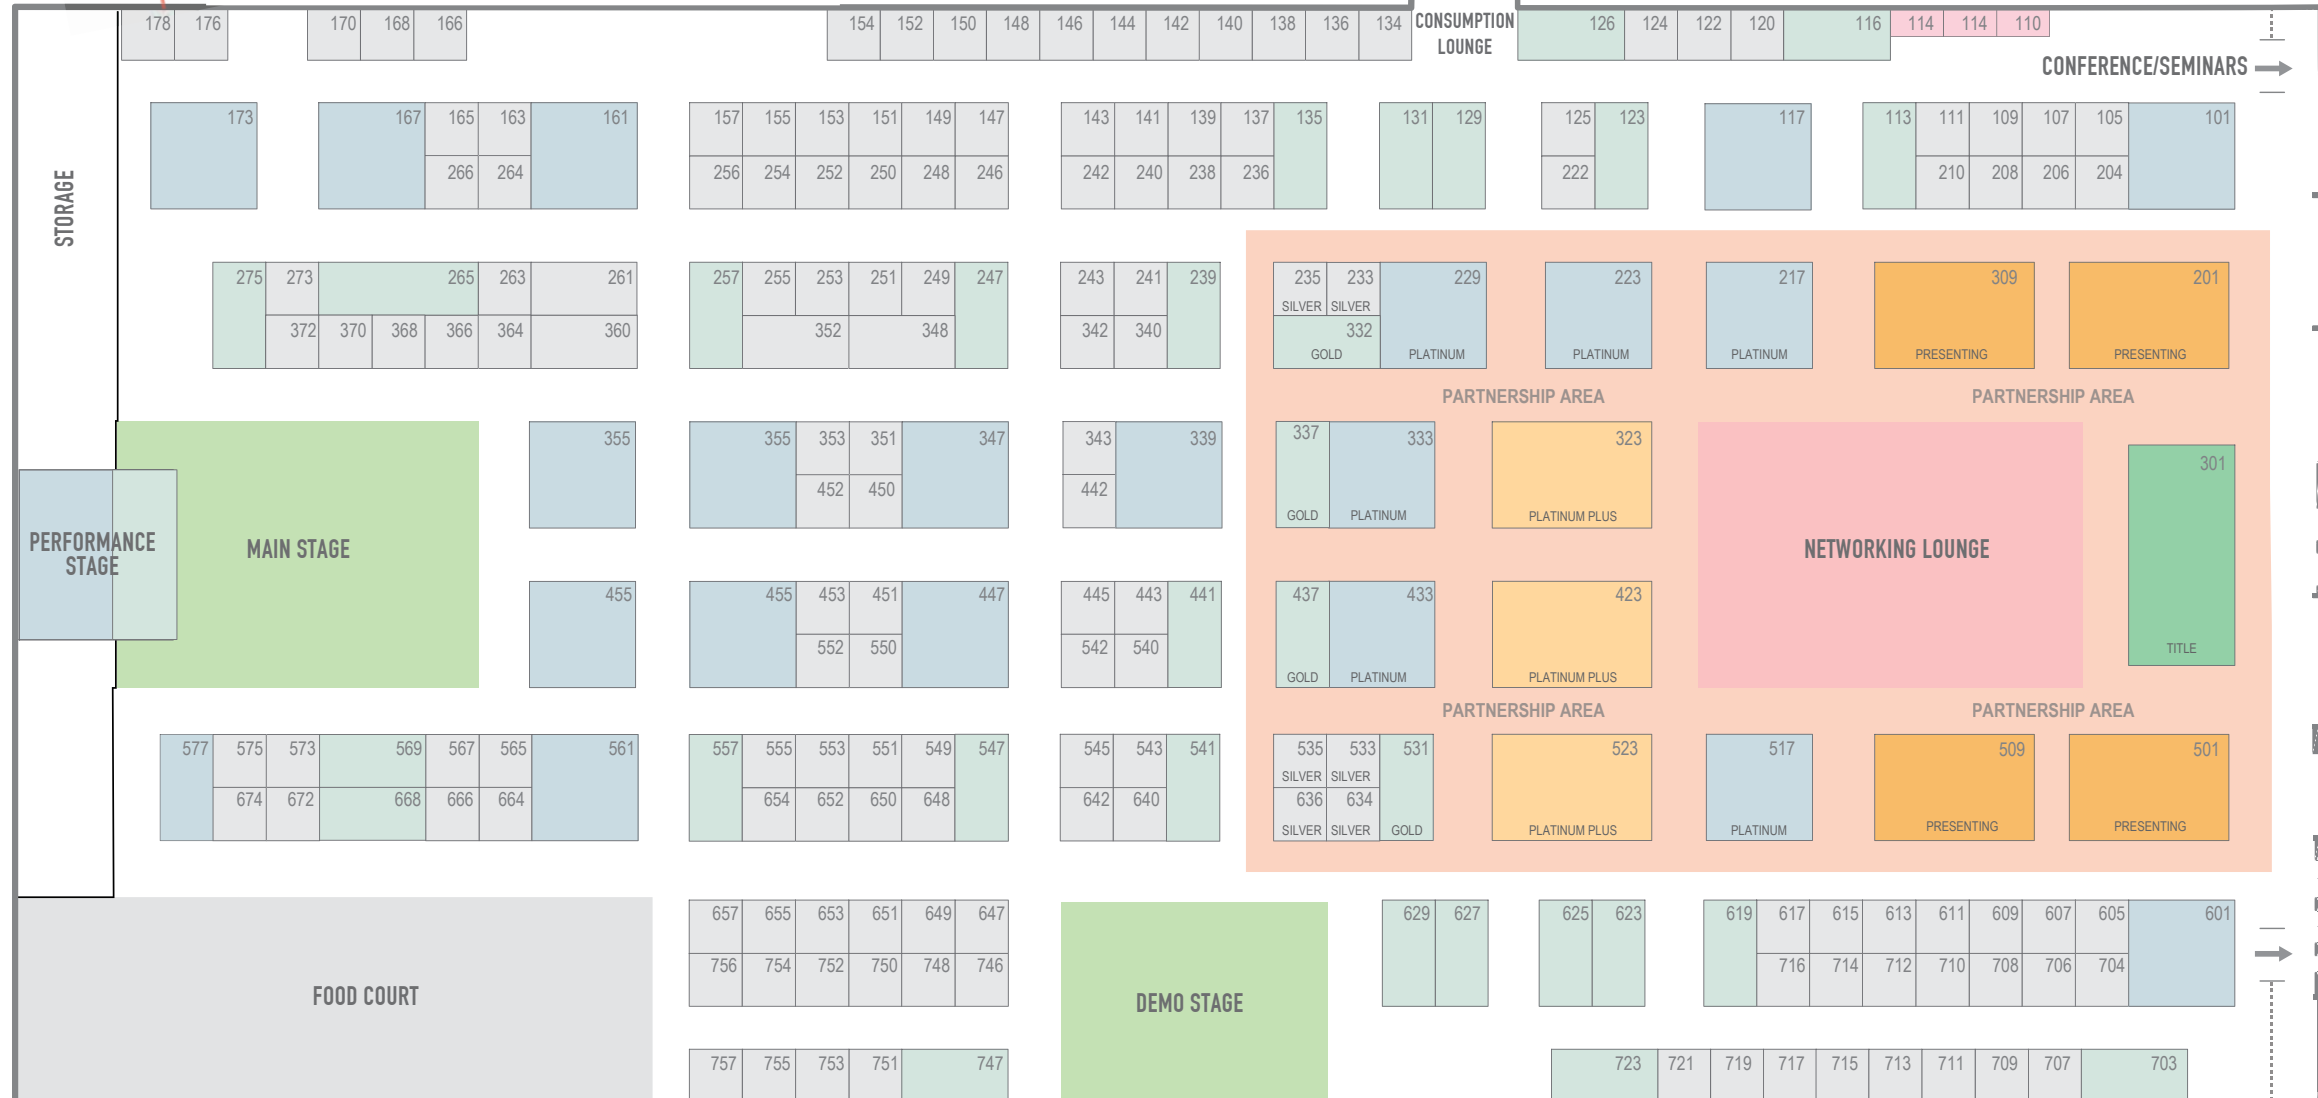 178 176 170 168 166 154 152 150 148 146 144 142 140 138 136 134 CONSUMPTION 126 124 122 120 116 114 114 110
LOUNGE
CONFERENCE/SEMINARS
173 167 165 163 161 157 155 153 151 149 147 143 141 139 137 135 131 129 125 123 117 113 111 109 107 105 101
266 264 256 254 252 250 248 246 242 240 238 236 222 210 208 206 204
STORAGE
275 273 265 263 261 257 255 253 251 249 247 243 241 239 235 233 229 223 217 309 201
SILVER SILVER
372 370 368 366 364 360 352 348 342 340 332
GOLD PLATINUM PLATINUM PLATINUM PRESENTING PRESENTING
PARTNERSHIP AREA PARTNERSHIP AREA
355 355 353 351 347 343 339 337 333 323
301
452 450 442
GOLD PLATINUM PLATINUM PLUS
PERFORMANCE
STAGE
MAIN STAGE
NETWORKING LOUNGE
455 455 453 451 447 445 443 441 437 433 423
552 550 542 540
TITLE
GOLD PLATINUM PLATINUM PLUS
PARTNERSHIP AREA PARTNERSHIP AREA
577 575 573 569 567 565 561 557 555 553 551 549 547 545 543 541 535 533 531 523 517 509 501
SILVER SILVER
674 672 668 666 664 654 652 650 648 642 640 636 634
SILVER SILVER GOLD PLATINUM PLUS PLATINUM PRESENTING PRESENTING
657 655 653 651 649 647 629 627 625 623 619 617 615 613 611 609 607 605 601
756 754 752 750 748 746 716 714 712 710 708 706 704
FOOD COURT
DEMO STAGE
757 755 753 751 747 723 721 719 717 715 713 711 709 707 703